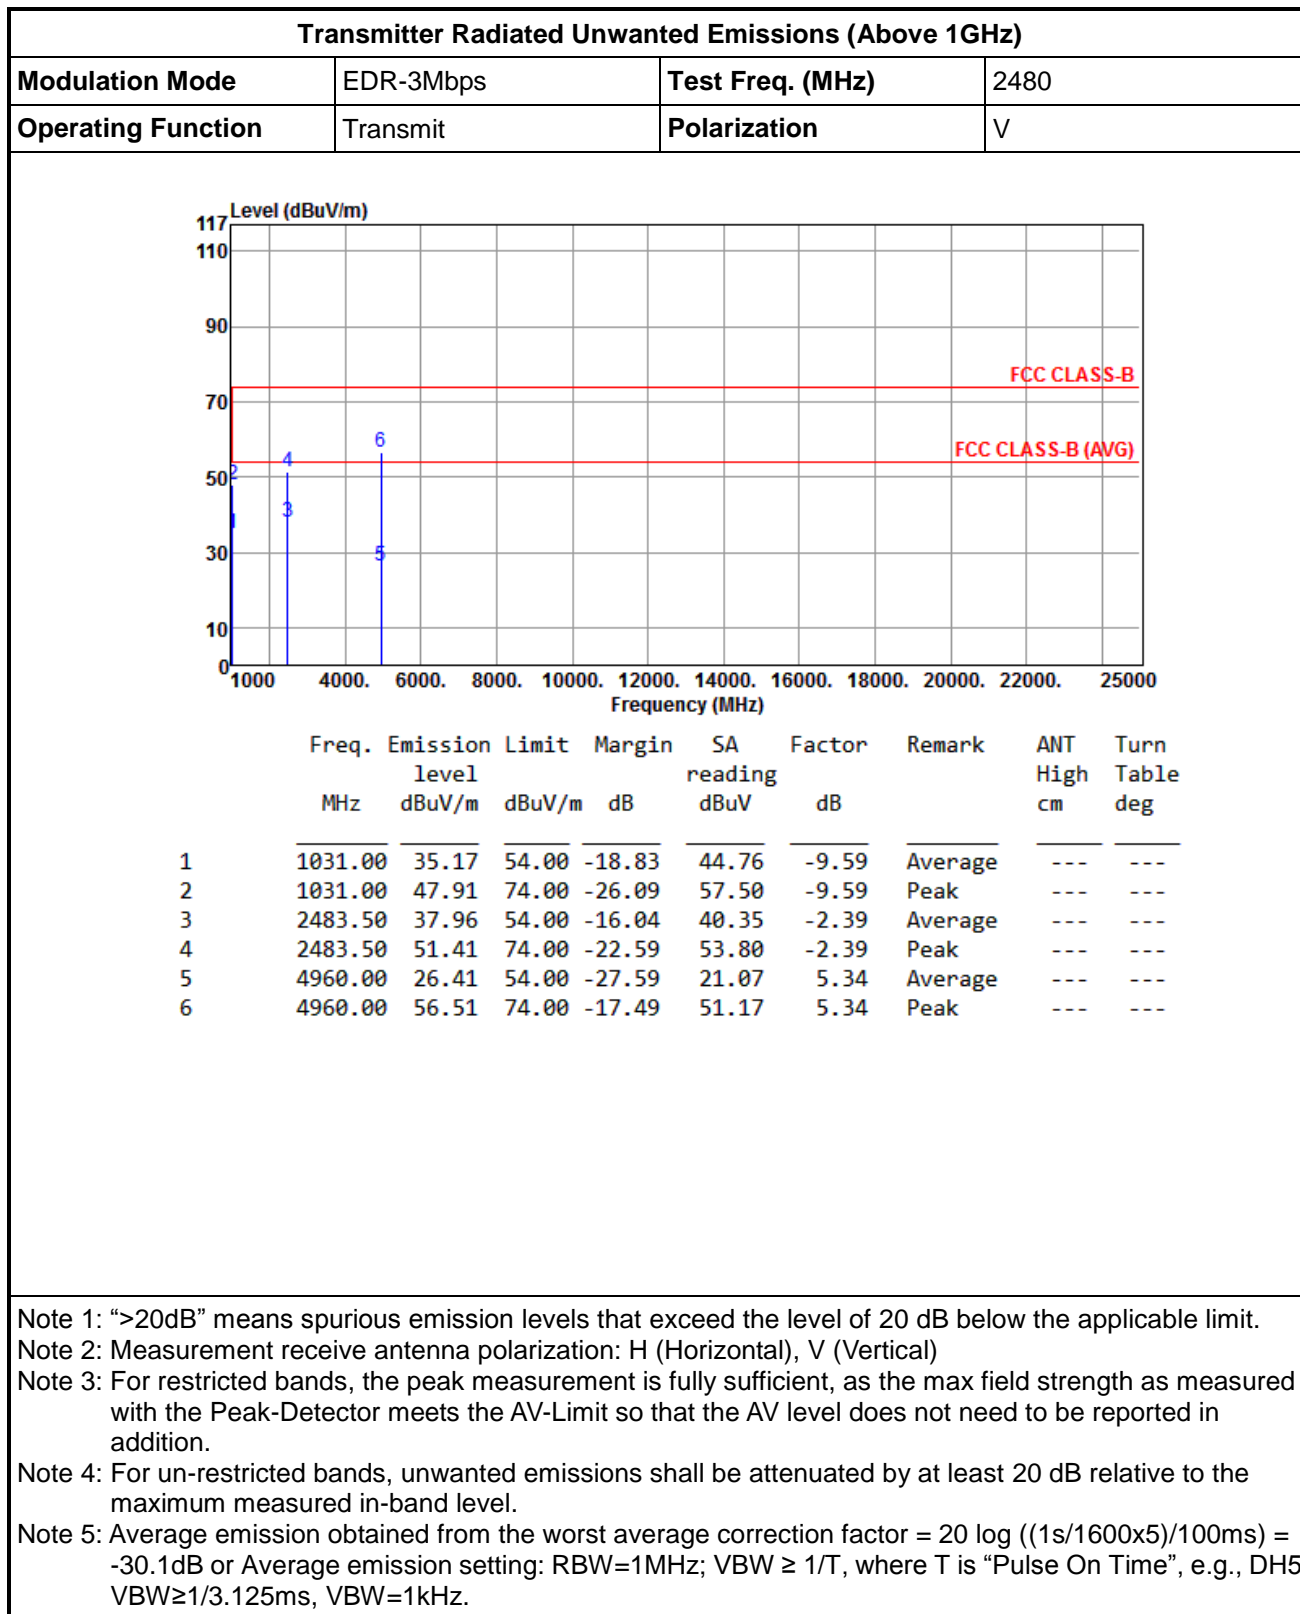 Transmitter Radiated Unwanted Emissions (Above 1GHz)
Modulation Mode EDR-3Mbps Test Freq. (MHz) 2480
Operating Function Transmit Polarization V
Level (dBuV/m)
117
110
90
FCC CLASS-B
70
6
FCC CLASS-B (AVG)
4
50 2
3
1
30 5
10
0
1000 4000. 6000. 8000. 10000. 12000. 14000. 16000. 18000. 20000. 22000. 25000
Frequency (MHz)
Freq. Emission Limit Margin SA Factor Remark ANT Turn
level reading High Table
MHz dBuV/m dBuV/m dB dBuV dB cm deg
1 1031.00 35.17 54.00 -18.83 44.76 -9.59 Average --- ---
2 1031.00 47.91 74.00 -26.09 57.50 -9.59 Peak --- ---
3 2483.50 37.96 54.00 -16.04 40.35 -2.39 Average --- ---
4 2483.50 51.41 74.00 -22.59 53.80 -2.39 Peak --- ---
5 4960.00 26.41 54.00 -27.59 21.07 5.34 Average --- ---
6 4960.00 56.51 74.00 -17.49 51.17 5.34 Peak --- ---
Note 1: “>20dB” means spurious emission levels that exceed the level of 20 dB below the applicable limit.
Note 2: Measurement receive antenna polarization: H (Horizontal), V (Vertical)
Note 3: For restricted bands, the peak measurement is fully sufficient, as the max field strength as measured
with the Peak-Detector meets the AV-Limit so that the AV level does not need to be reported in
addition.
Note 4: For un-restricted bands, unwanted emissions shall be attenuated by at least 20 dB relative to the
maximum measured in-band level.
Note 5: Average emission obtained from the worst average correction factor = 20 log ((1s/1600x5)/100ms) =
-30.1dB or Average emission setting: RBW=1MHz; VBW ≥ 1/T, where T is “Pulse On Time”, e.g., DH5
VBW≥1/3.125ms, VBW=1kHz.